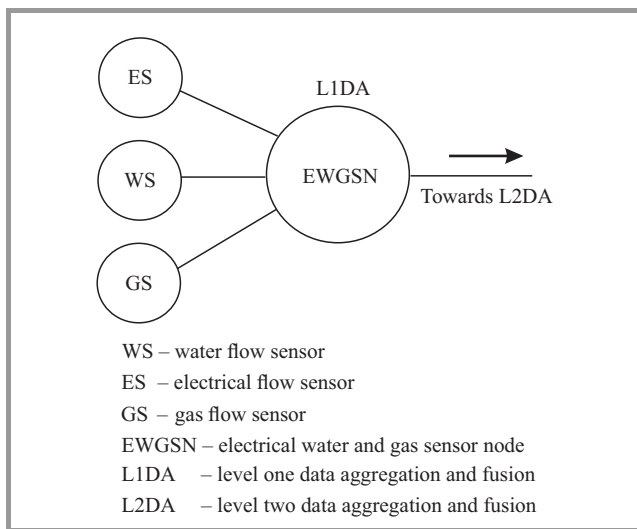 ES
L1DA
WS
EWGSN
Towards L2DA
GS
WS – water flow sensor
ES – electrical flow sensor
GS – gas flow sensor
EWGSN – electrical water and gas sensor node
L1DA – level one data aggregation and fusion
L2DA – level two data aggregation and fusion